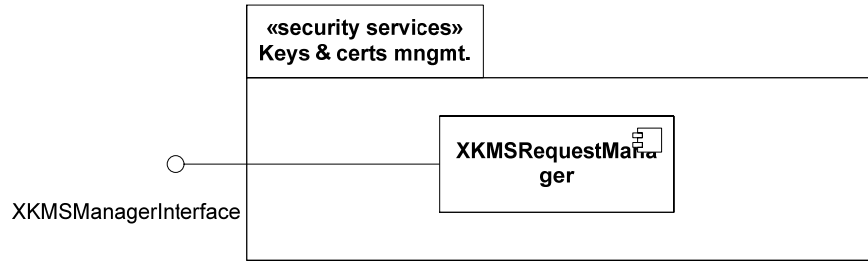 «security services»
Keys & certs mngmt.
XKMSRequestMana
ger
XKMSManagerInterface